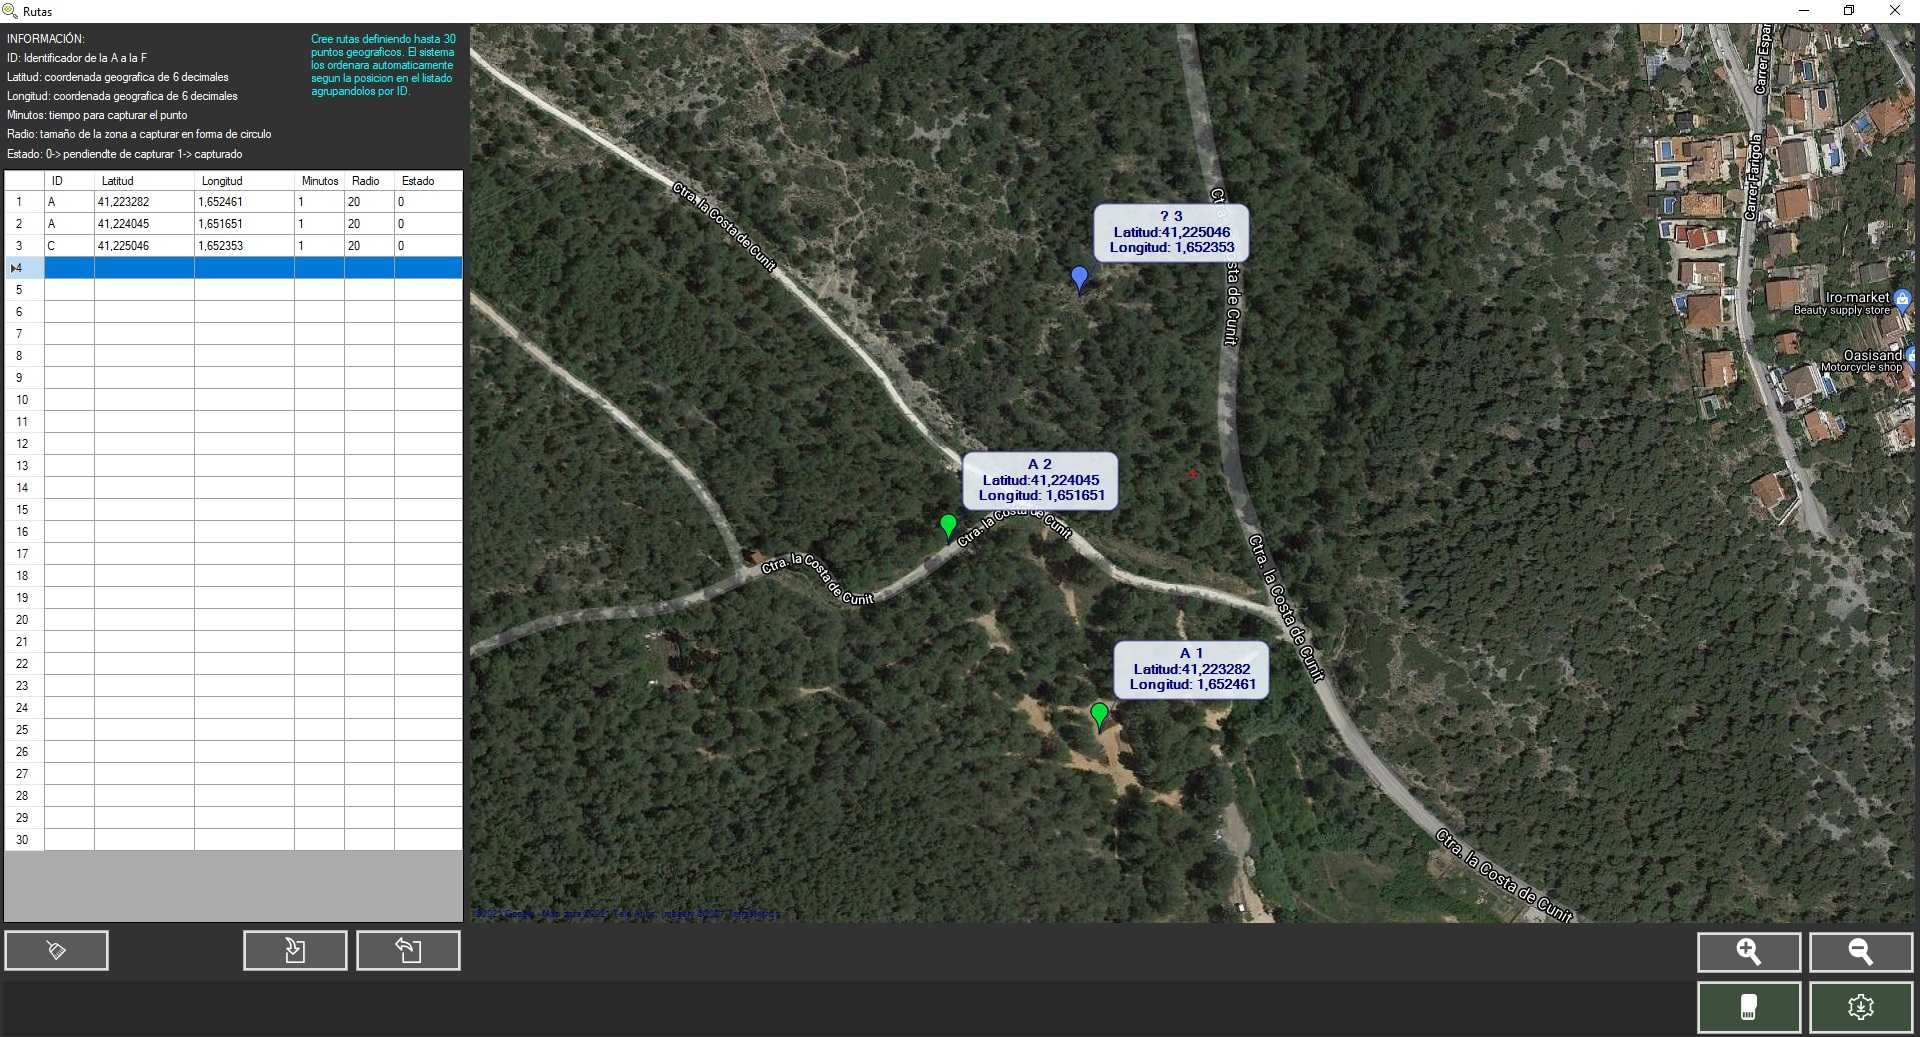 Rutas
INFORMACIÓN:
ID: Identificador de la A a la F
Latitud: coordenada geografica de 6 decimales
Longitud: coordenada geografica de 6 decimales
Minutos: tiempo para capturar el punto
Radio: tamaño de la zona a capturar en forma de circulo
Estado: 0-> pendiendte de capturar 1-> capturado
Cree rutas definiendo hasta 30
puntos geograficos. El sistema
los ordenara automaticamente
segun la posicion en el listado
agrupandolos por ID.
ID Latitud Longitud Minutos Radio Estado
1 A 41,223282 1,652461 1 20 0
2 A 41,224045 1,651651 1 20 0
3 C 41,225046 1,652353 1 20 0
4
5
6
7
8
9
10
11
12
13
14
15
16
17
18
19
20
21
22
23
24
25
26
27
28
29
30
Ctra. la Costa de Cunit
? 3
Latitud:41,225046
Longitud: 1,652353
Costa de Cunit
Carrer Farigola
Iro-market
Beauty supply store
Oasisand
Motorcycle shop
A 2
Latitud:41,224045
Longitud: 1,651651
Ctra. la Costa de Cunit
Ctra. la Costa de Cunit
Ctra. la Costa de Cunit
A 1
Latitud:41,223282
Longitud: 1,652461
Ctra. la Costa de Cunit